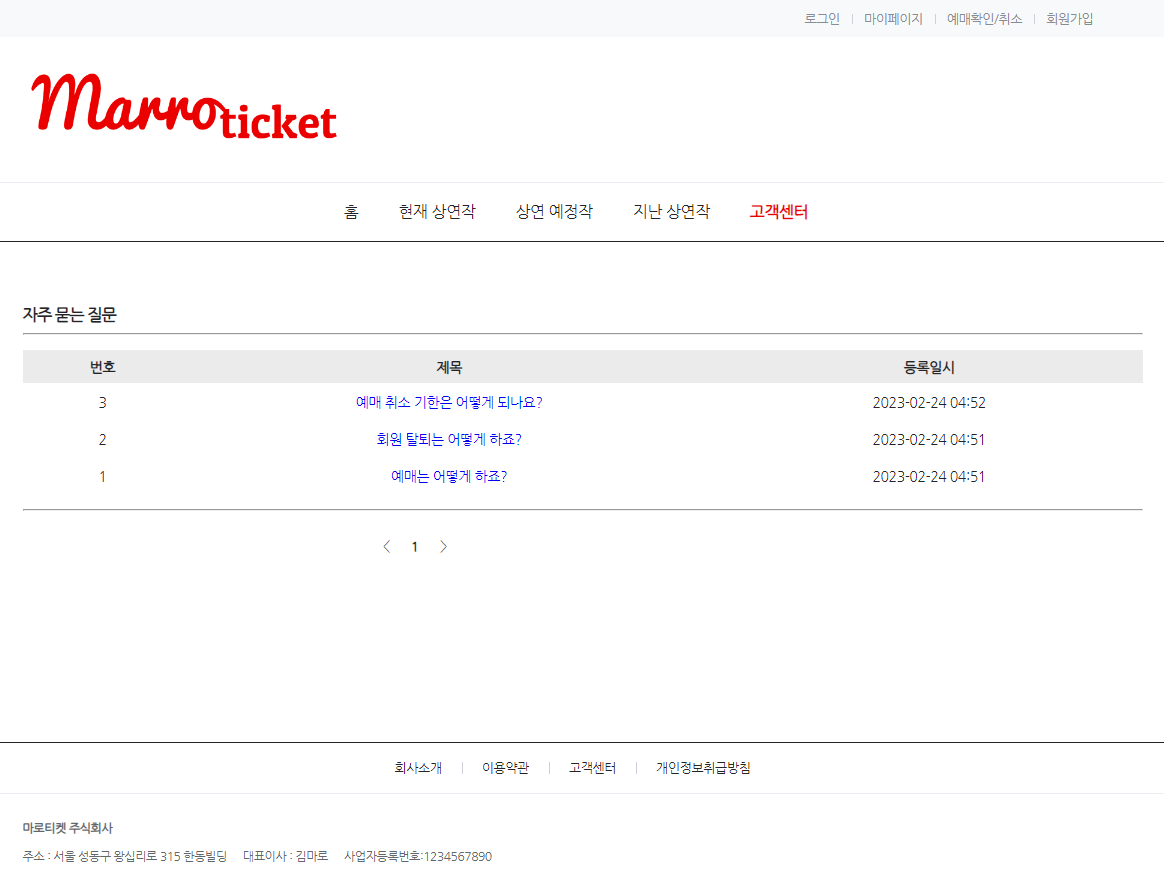 로그인 마이페이지 예매확인/취소 회원가입
Marroticket
홈 현재 상연작 상연 예정작 지난 상연작 고객센터
자주 묻는 질문
번호 제목 등록일시
3 예매 취소 기한은 어떻게 되나요? 2023-02-24 04:52
2 회원 탈퇴는 어떻게 하죠? 2023-02-24 04:51
1 예매는 어떻게 하죠? 2023-02-24 04:51
< 1 >
회사소개 이용약관 고객센터 개인정보취급방침
마로티켓 주식회사
주소 : 서울 성동구 왕십리로 315 한동빌딩 대표이사 : 김마로 사업자등록번호:1234567890